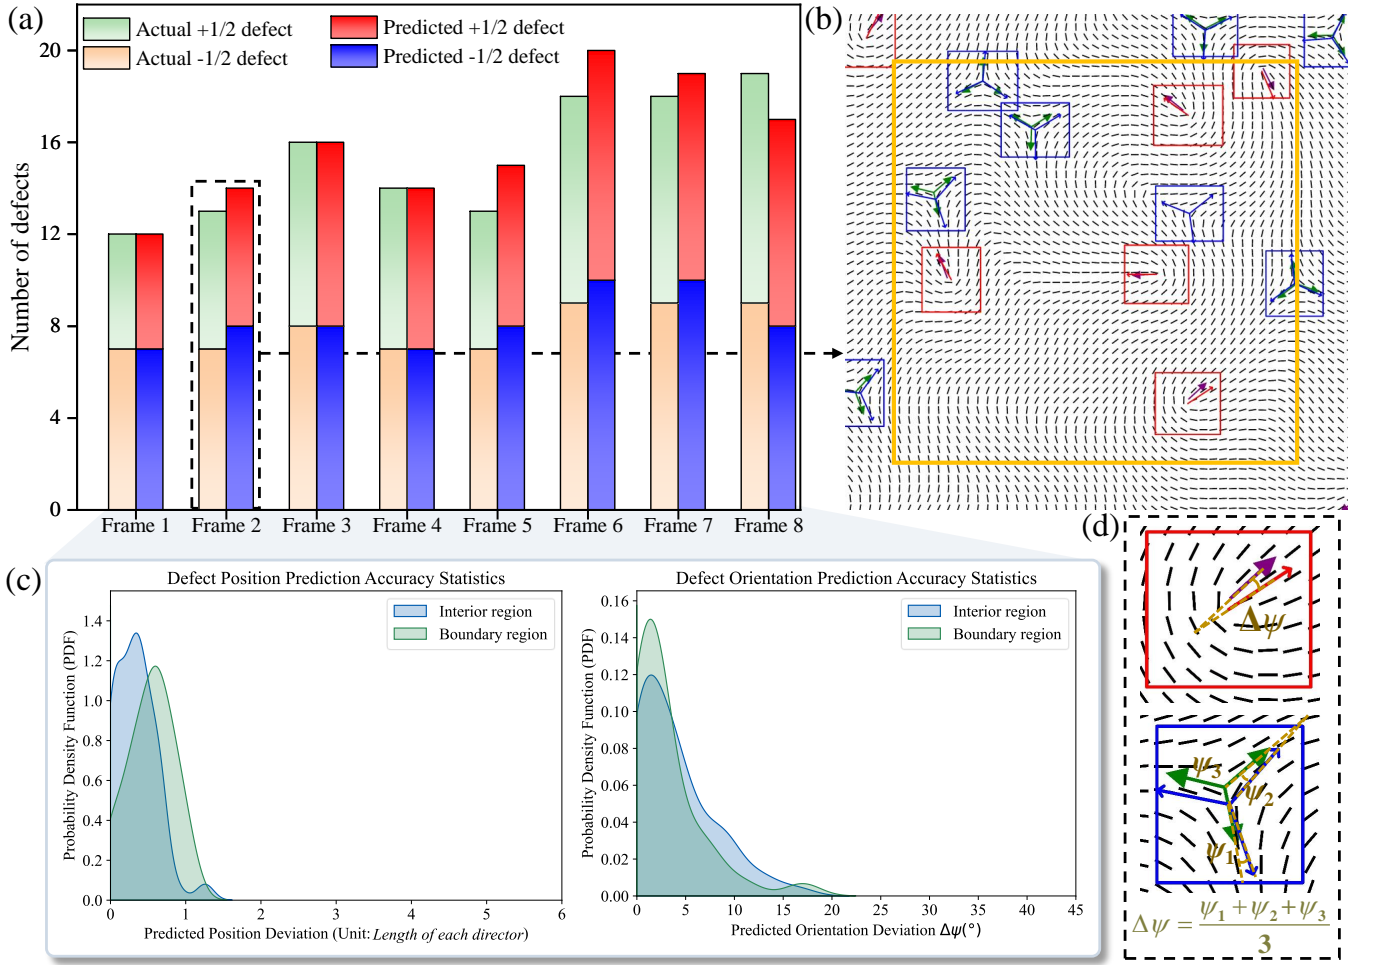 (a)
Actual +1/2 defect
Predicted +1/2 defect
Actual -1/2 defect
Predicted -1/2 defect
Number of defects
20
16
12
8
4
0
Frame 1 Frame 2 Frame 3 Frame 4 Frame 5 Frame 6 Frame 7 Frame 8
(b)
(c)
Defect Position Prediction Accuracy Statistics
Interior region
Boundary region
Probability Density Function (PDF)
1.4
1.2
1.0
0.8
0.6
0.4
0.2
0.0
0 1 2 3 4 5 6
Predicted Position Deviation (Unit: Length of each director)
Defect Orientation Prediction Accuracy Statistics
Interior region
Boundary region
Probability Density Function (PDF)
0.16
0.14
0.12
0.10
0.08
0.06
0.04
0.02
0.00
0 5 10 15 20 25 30 35 40 45
Predicted Orientation Deviation Δψ(°)
(d)
Δψ
ψ3
ψ2
ψ1
Δψ = ψ1 + ψ2 + ψ3
3